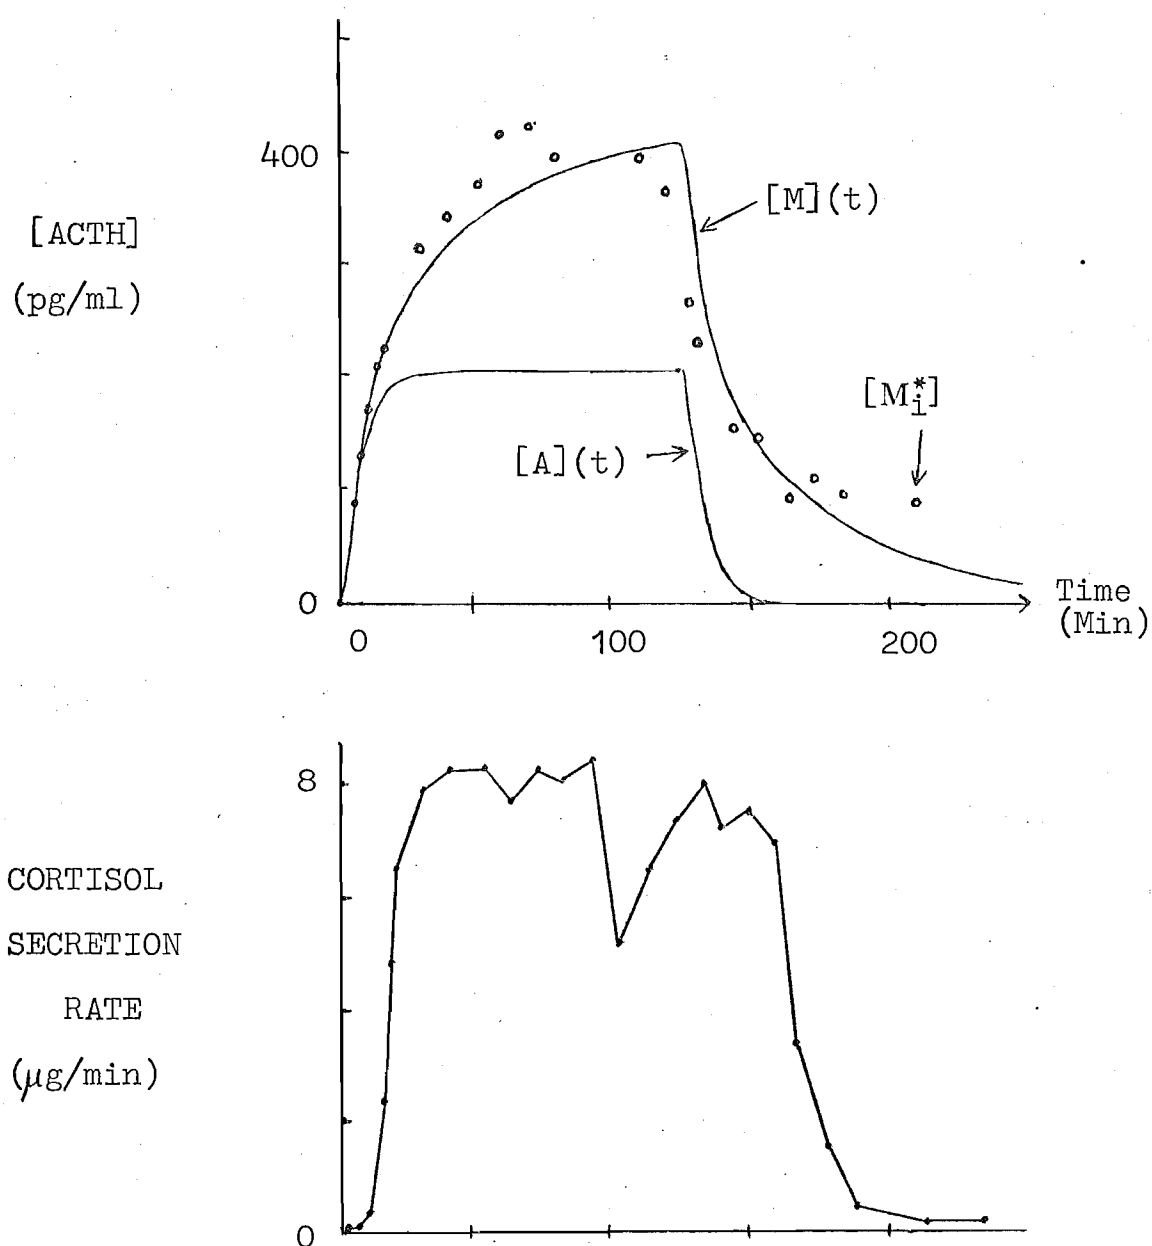 400
[ACTH]
(pg/ml)
[M](t)
[M*i]
[A](t)
0
Time
(Min)
0
100
200
8
CORTISOL
SECRETION
RATE
(μg/min)
0